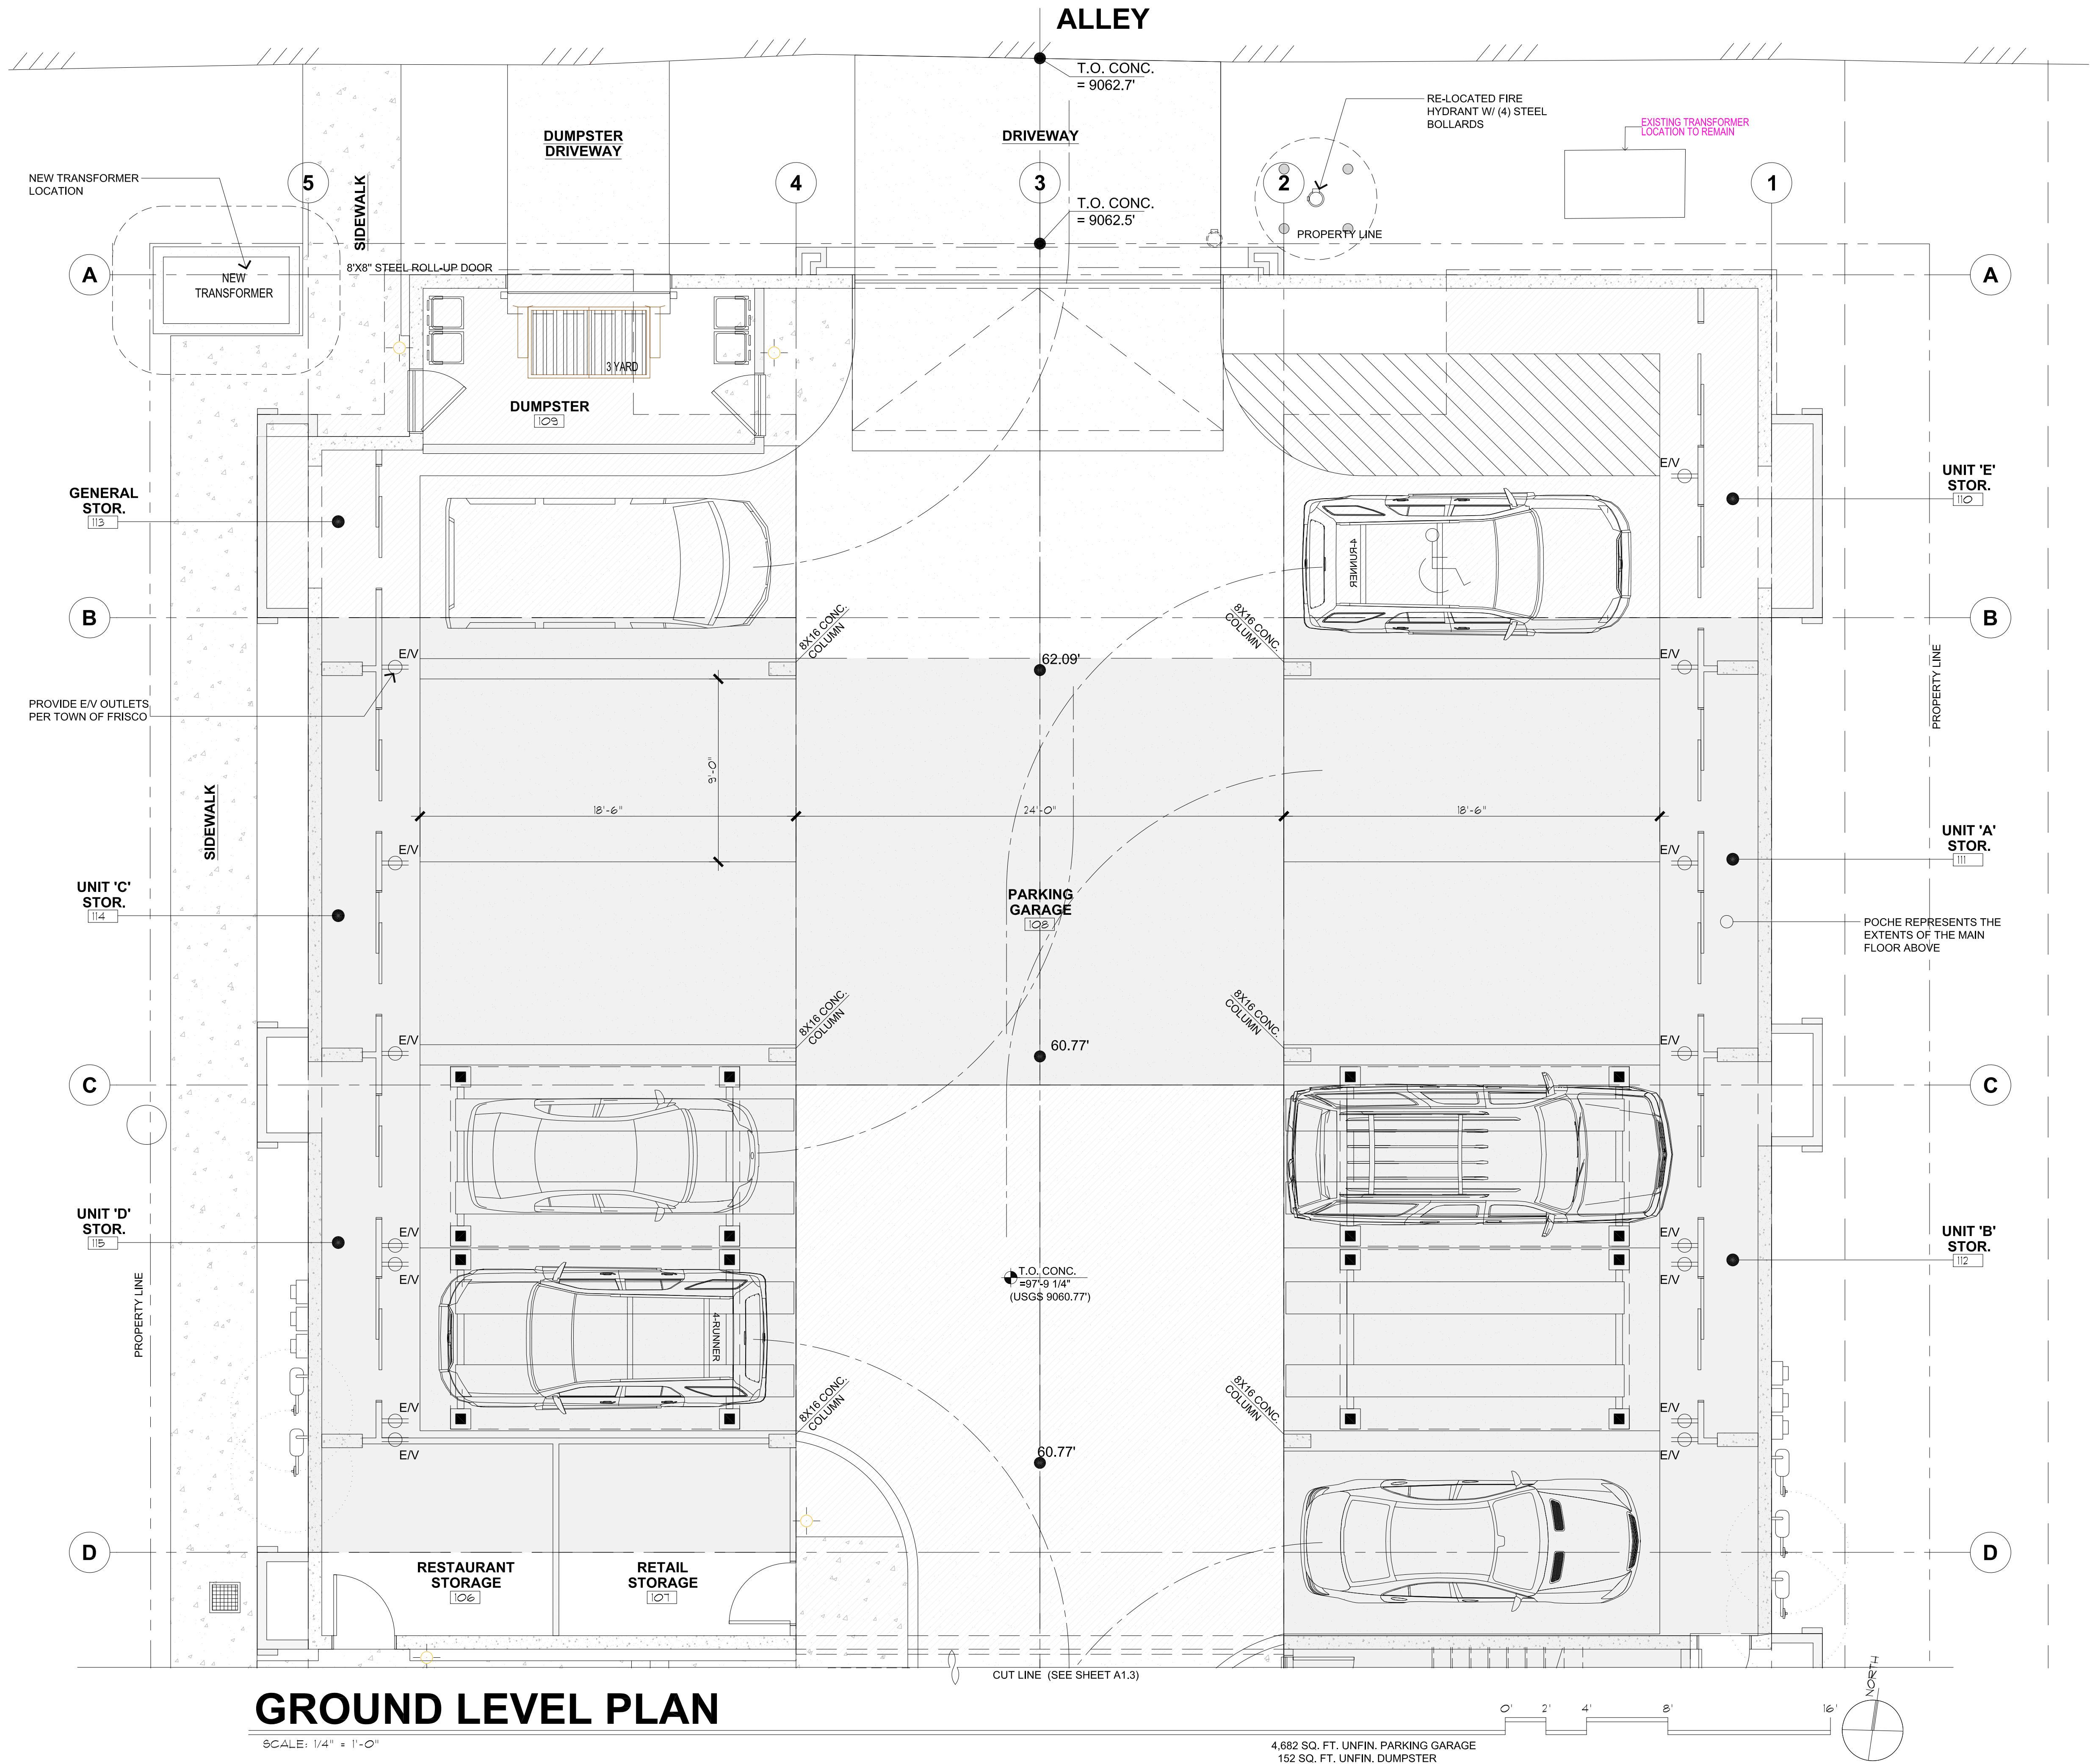 ALLEY
T.O. CONC.
= 9062.7'
RE-LOCATED FIRE
HYDRANT W/ (4) STEEL
BOLLARDS
EXISTING TRANSFORMER
LOCATION TO REMAIN
DUMPSTER
DRIVEWAY
DRIVEWAY
NEW TRANSFORMER
LOCATION
5
SIDEWALK
4
3
2
1
T.O. CONC.
= 9062.5'
PROPERTY LINE
A
NEW
TRANSFORMER
8'X8" STEEL ROLL-UP DOOR
A
3 YARD
DUMPSTER
109
GENERAL
STOR.
113
E/V
UNIT 'E'
STOR.
110
4-RUNNER
B
8X16 CONC.
COLUMN
8X16 CONC.
COLUMN
B
E/V
62.09'
E/V
PROVIDE E/V OUTLETS
PER TOWN OF FRISCO
PROPERTY LINE
9'-0"
18'-6"
24'-0"
18'-6"
SIDEWALK
E/V
E/V
UNIT 'A'
STOR.
111
UNIT 'C'
STOR.
114
PARKING
GARAGE
108
POCHE REPRESENTS THE
EXTENTS OF THE MAIN
FLOOR ABOVE
8X16 CONC.
COLUMN
8X16 CONC.
COLUMN
E/V
60.77'
E/V
C
C
UNIT 'D'
STOR.
115
E/V
E/V
E/V
E/V
UNIT 'B'
STOR.
112
T.O. CONC.
=97'-9 1/4"
(USGS 9060.77')
PROPERTY LINE
4-RUNNER
8X16 CONC.
COLUMN
8X16 CONC.
COLUMN
E/V
E/V
E/V
E/V
60.77'
D
D
RESTAURANT
STORAGE
106
RETAIL
STORAGE
107
CUT LINE (SEE SHEET A1.3)
GROUND LEVEL PLAN
SCALE: 1/4" = 1'-0"
0'
2'
4'
8'
16'
NORTH
4,682 SQ. FT. UNFIN. PARKING GARAGE
152 SQ. FT. UNFIN. DUMPSTER